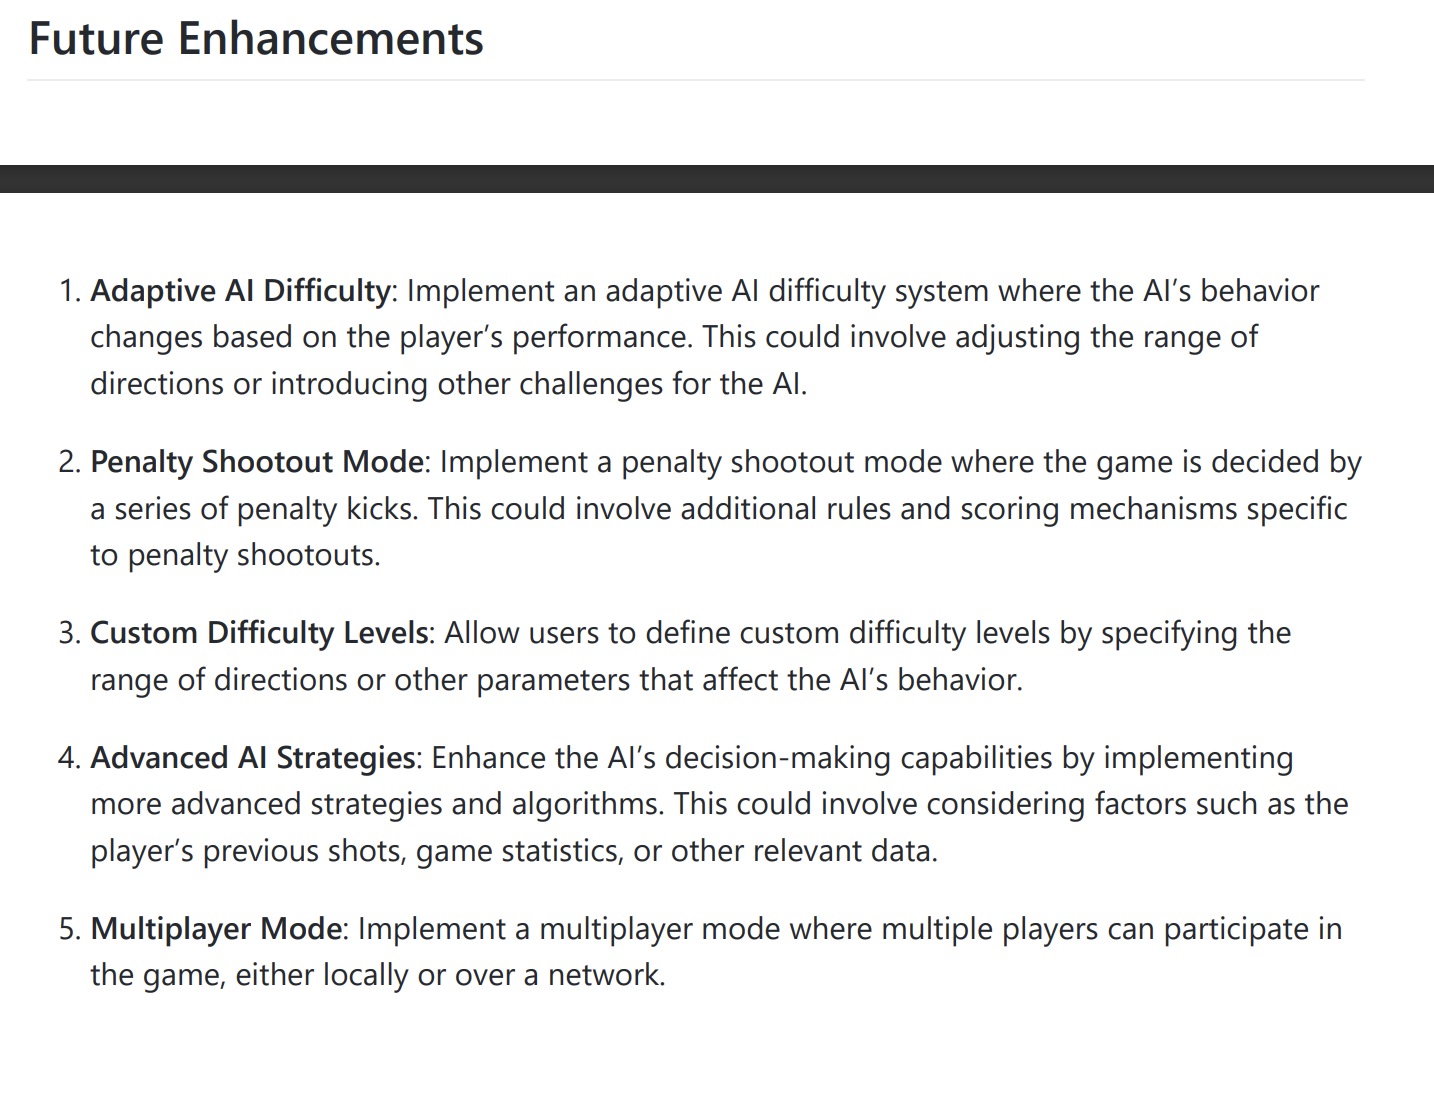 Future Enhancements
1. Adaptive AI Difficulty: Implement an adaptive AI difficulty system where the AI’s behavior
changes based on the player’s performance. This could involve adjusting the range of
directions or introducing other challenges for the AI.
2. Penalty Shootout Mode: Implement a penalty shootout mode where the game is decided by
a series of penalty kicks. This could involve additional rules and scoring mechanisms specific
to penalty shootouts.
3. Custom Difficulty Levels: Allow users to define custom difficulty levels by specifying the
range of directions or other parameters that affect the AI’s behavior.
4. Advanced AI Strategies: Enhance the AI’s decision-making capabilities by implementing
more advanced strategies and algorithms. This could involve considering factors such as the
player’s previous shots, game statistics, or other relevant data.
5. Multiplayer Mode: Implement a multiplayer mode where multiple players can participate in
the game, either locally or over a network.